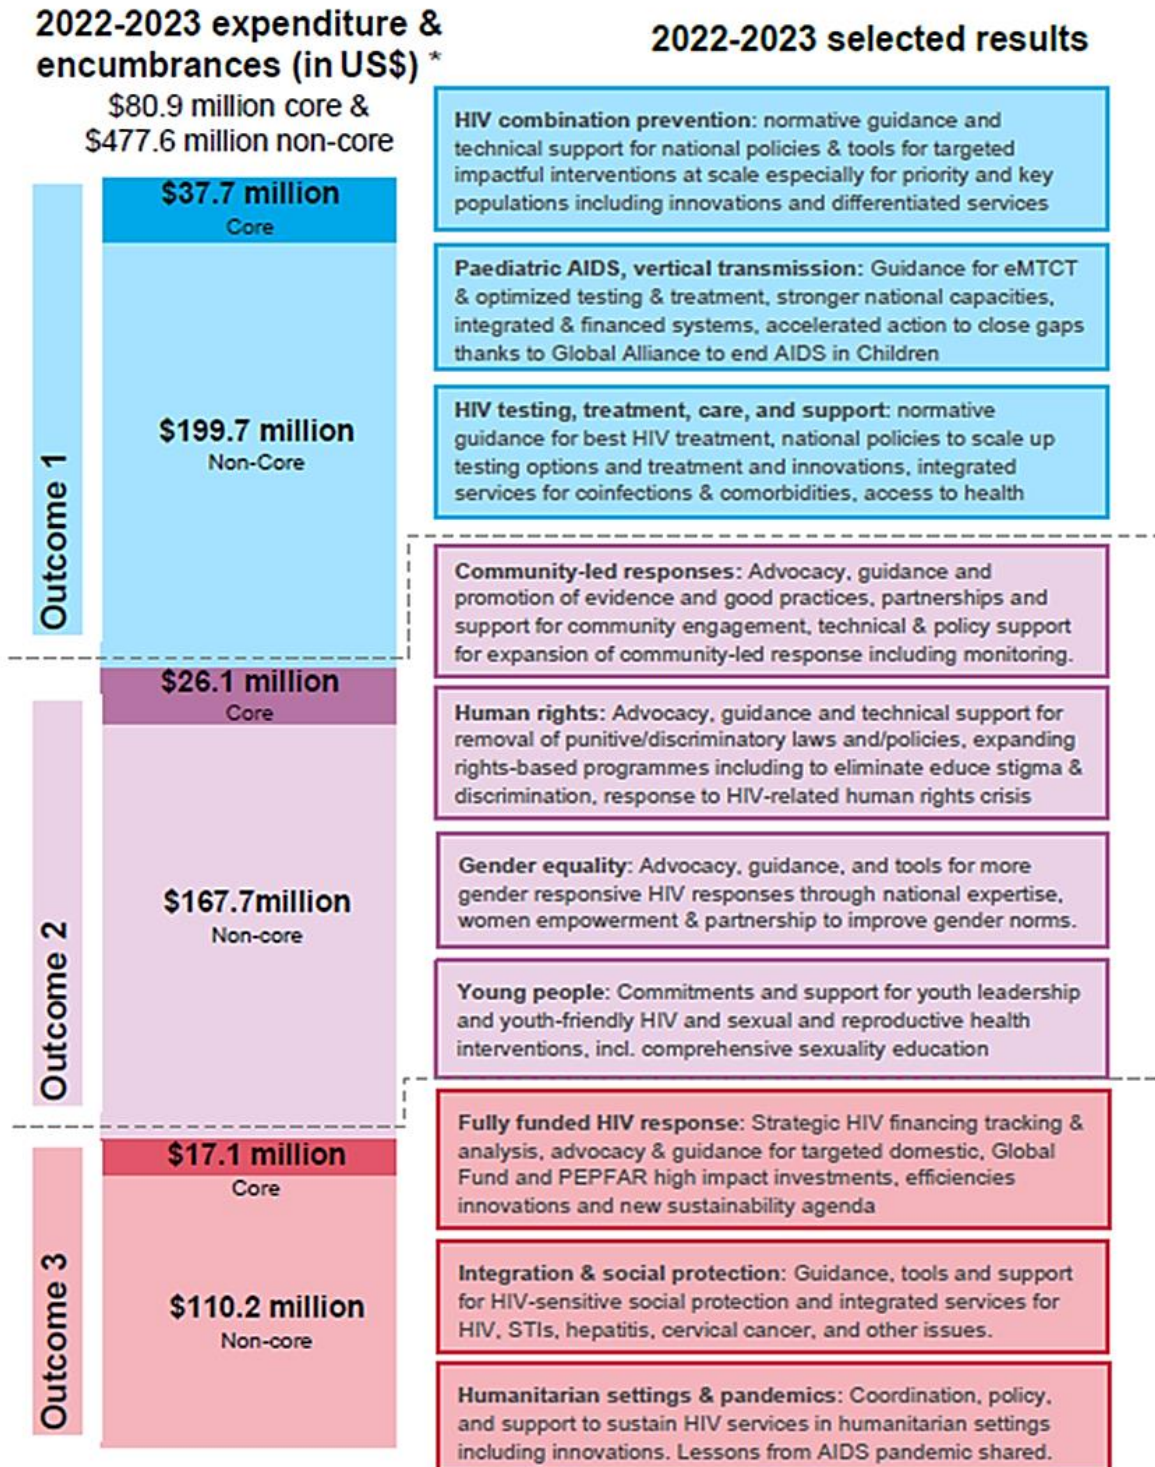 2022-2023 expenditure &
encumbrances (in US$) *
$80.9 million core &
$477.6 million non-core
2022-2023 selected results
Outcome 1
$37.7 million
Core
$199.7 million
Non-Core
HIV combination prevention: normative guidance and
technical support for national policies & tools for targeted
impactful interventions at scale especially for priority and key
populations including innovations and differentiated services
Paediatric AIDS, vertical transmission: Guidance for eMTCT
& optimized testing & treatment, stronger national capacities,
integrated & financed systems, accelerated action to close gaps
thanks to Global Alliance to end AIDS in Children
HIV testing, treatment, care, and support: normative
guidance for best HIV treatment, national policies to scale up
testing options and treatment and innovations, integrated
services for coinfections & comorbidities, access to health
Outcome 2
$26.1 million
Core
$167.7million
Non-core
Community-led responses: Advocacy, guidance and
promotion of evidence and good practices, partnerships and
support for community engagement, technical & policy support
for expansion of community-led response including monitoring.
Human rights: Advocacy, guidance and technical support for
removal of punitive/discriminatory laws and/policies, expanding
rights-based programmes including to eliminate educe stigma &
discrimination, response to HIV-related human rights crisis
Gender equality: Advocacy, guidance, and tools for more
gender responsive HIV responses through national expertise,
women empowerment & partnership to improve gender norms.
Young people: Commitments and support for youth leadership
and youth-friendly HIV and sexual and reproductive health
interventions, incl. comprehensive sexuality education
Outcome 3
$17.1 million
Core
$110.2 million
Non-core
Fully funded HIV response: Strategic HIV financing tracking &
analysis, advocacy & guidance for targeted domestic, Global
Fund and PEPFAR high impact investments, efficiencies
innovations and new sustainability agenda
Integration & social protection: Guidance, tools and support
for HIV-sensitive social protection and integrated services for
HIV, STIs, hepatitis, cervical cancer, and other issues.
Humanitarian settings & pandemics: Coordination, policy,
and support to sustain HIV services in humanitarian settings
including innovations. Lessons from AIDS pandemic shared.